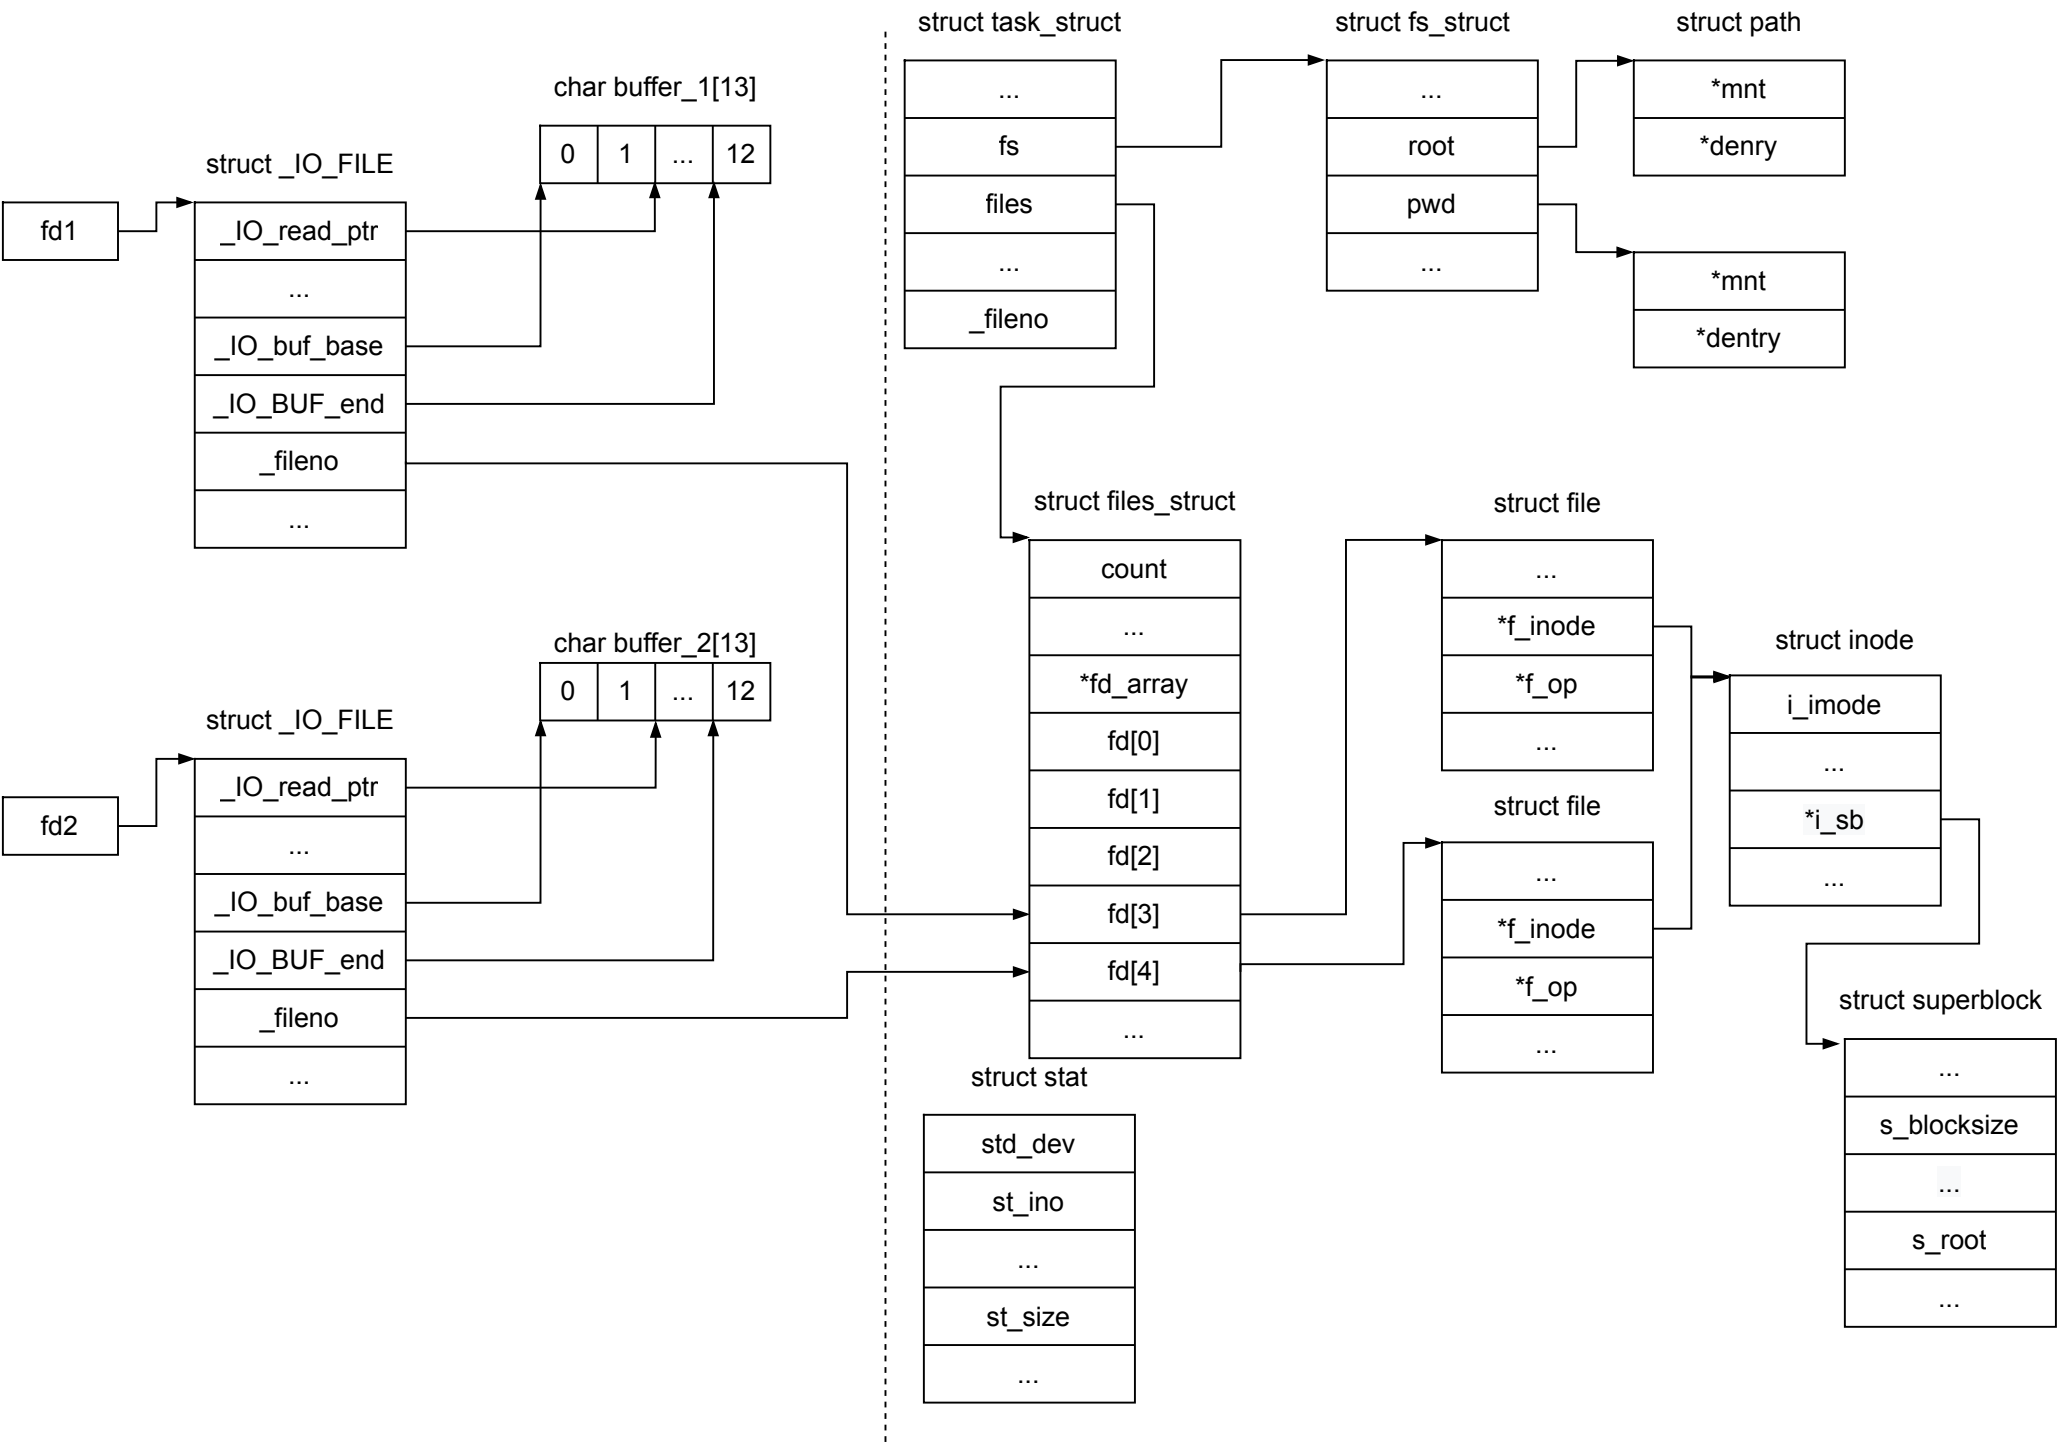 char buffer_1[13]
0 1 ... 12
struct _IO_FILE
fd1
_IO_read_ptr
...
_IO_buf_base
_IO_BUF_end
_fileno
...
char buffer_2[13]
0 1 ... 12
struct _IO_FILE
fd2
_IO_read_ptr
...
_IO_buf_base
_IO_BUF_end
_fileno
...
struct task_struct
...
fs
files
...
_fileno
struct fs_struct
...
root
pwd
...
struct path
*mnt
*denry
*mnt
*dentry
struct files_struct
count
...
*fd_array
fd[0]
fd[1]
fd[2]
fd[3]
fd[4]
...
struct file
...
*f_inode
*f_op
...
struct file
...
*f_inode
*f_op
...
struct inode
i_imode
...
*i_sb
...
struct superblock
...
s_blocksize
...
s_root
...
struct stat
std_dev
st_ino
...
st_size
...